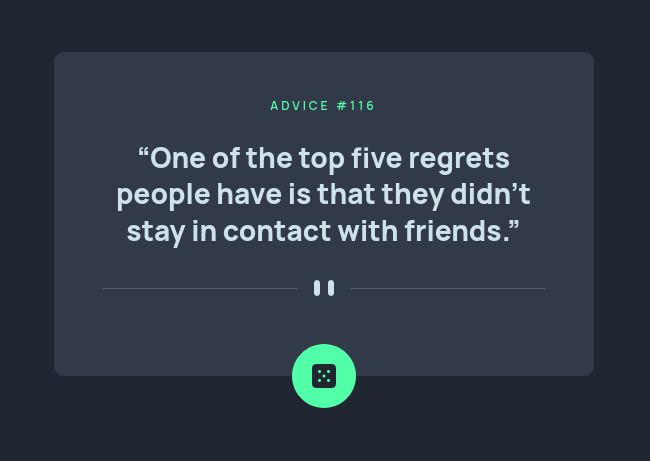 ADVICE #116
“One of the top five regrets
people have is that they didn’t
stay in contact with friends.”